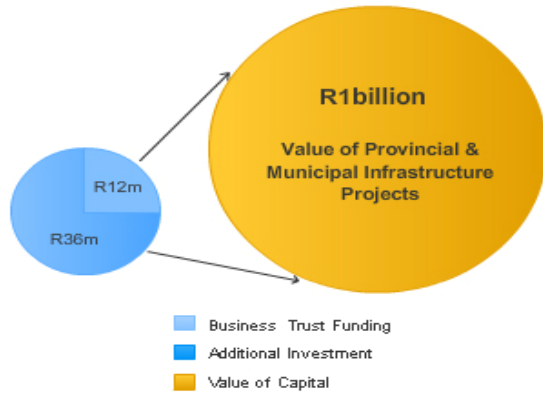 R1billion
Value of Provincial &
Municipal Infrastructure
Projects
R12m
R36m
Business Trust Funding
Additional Investment
Value of Capital